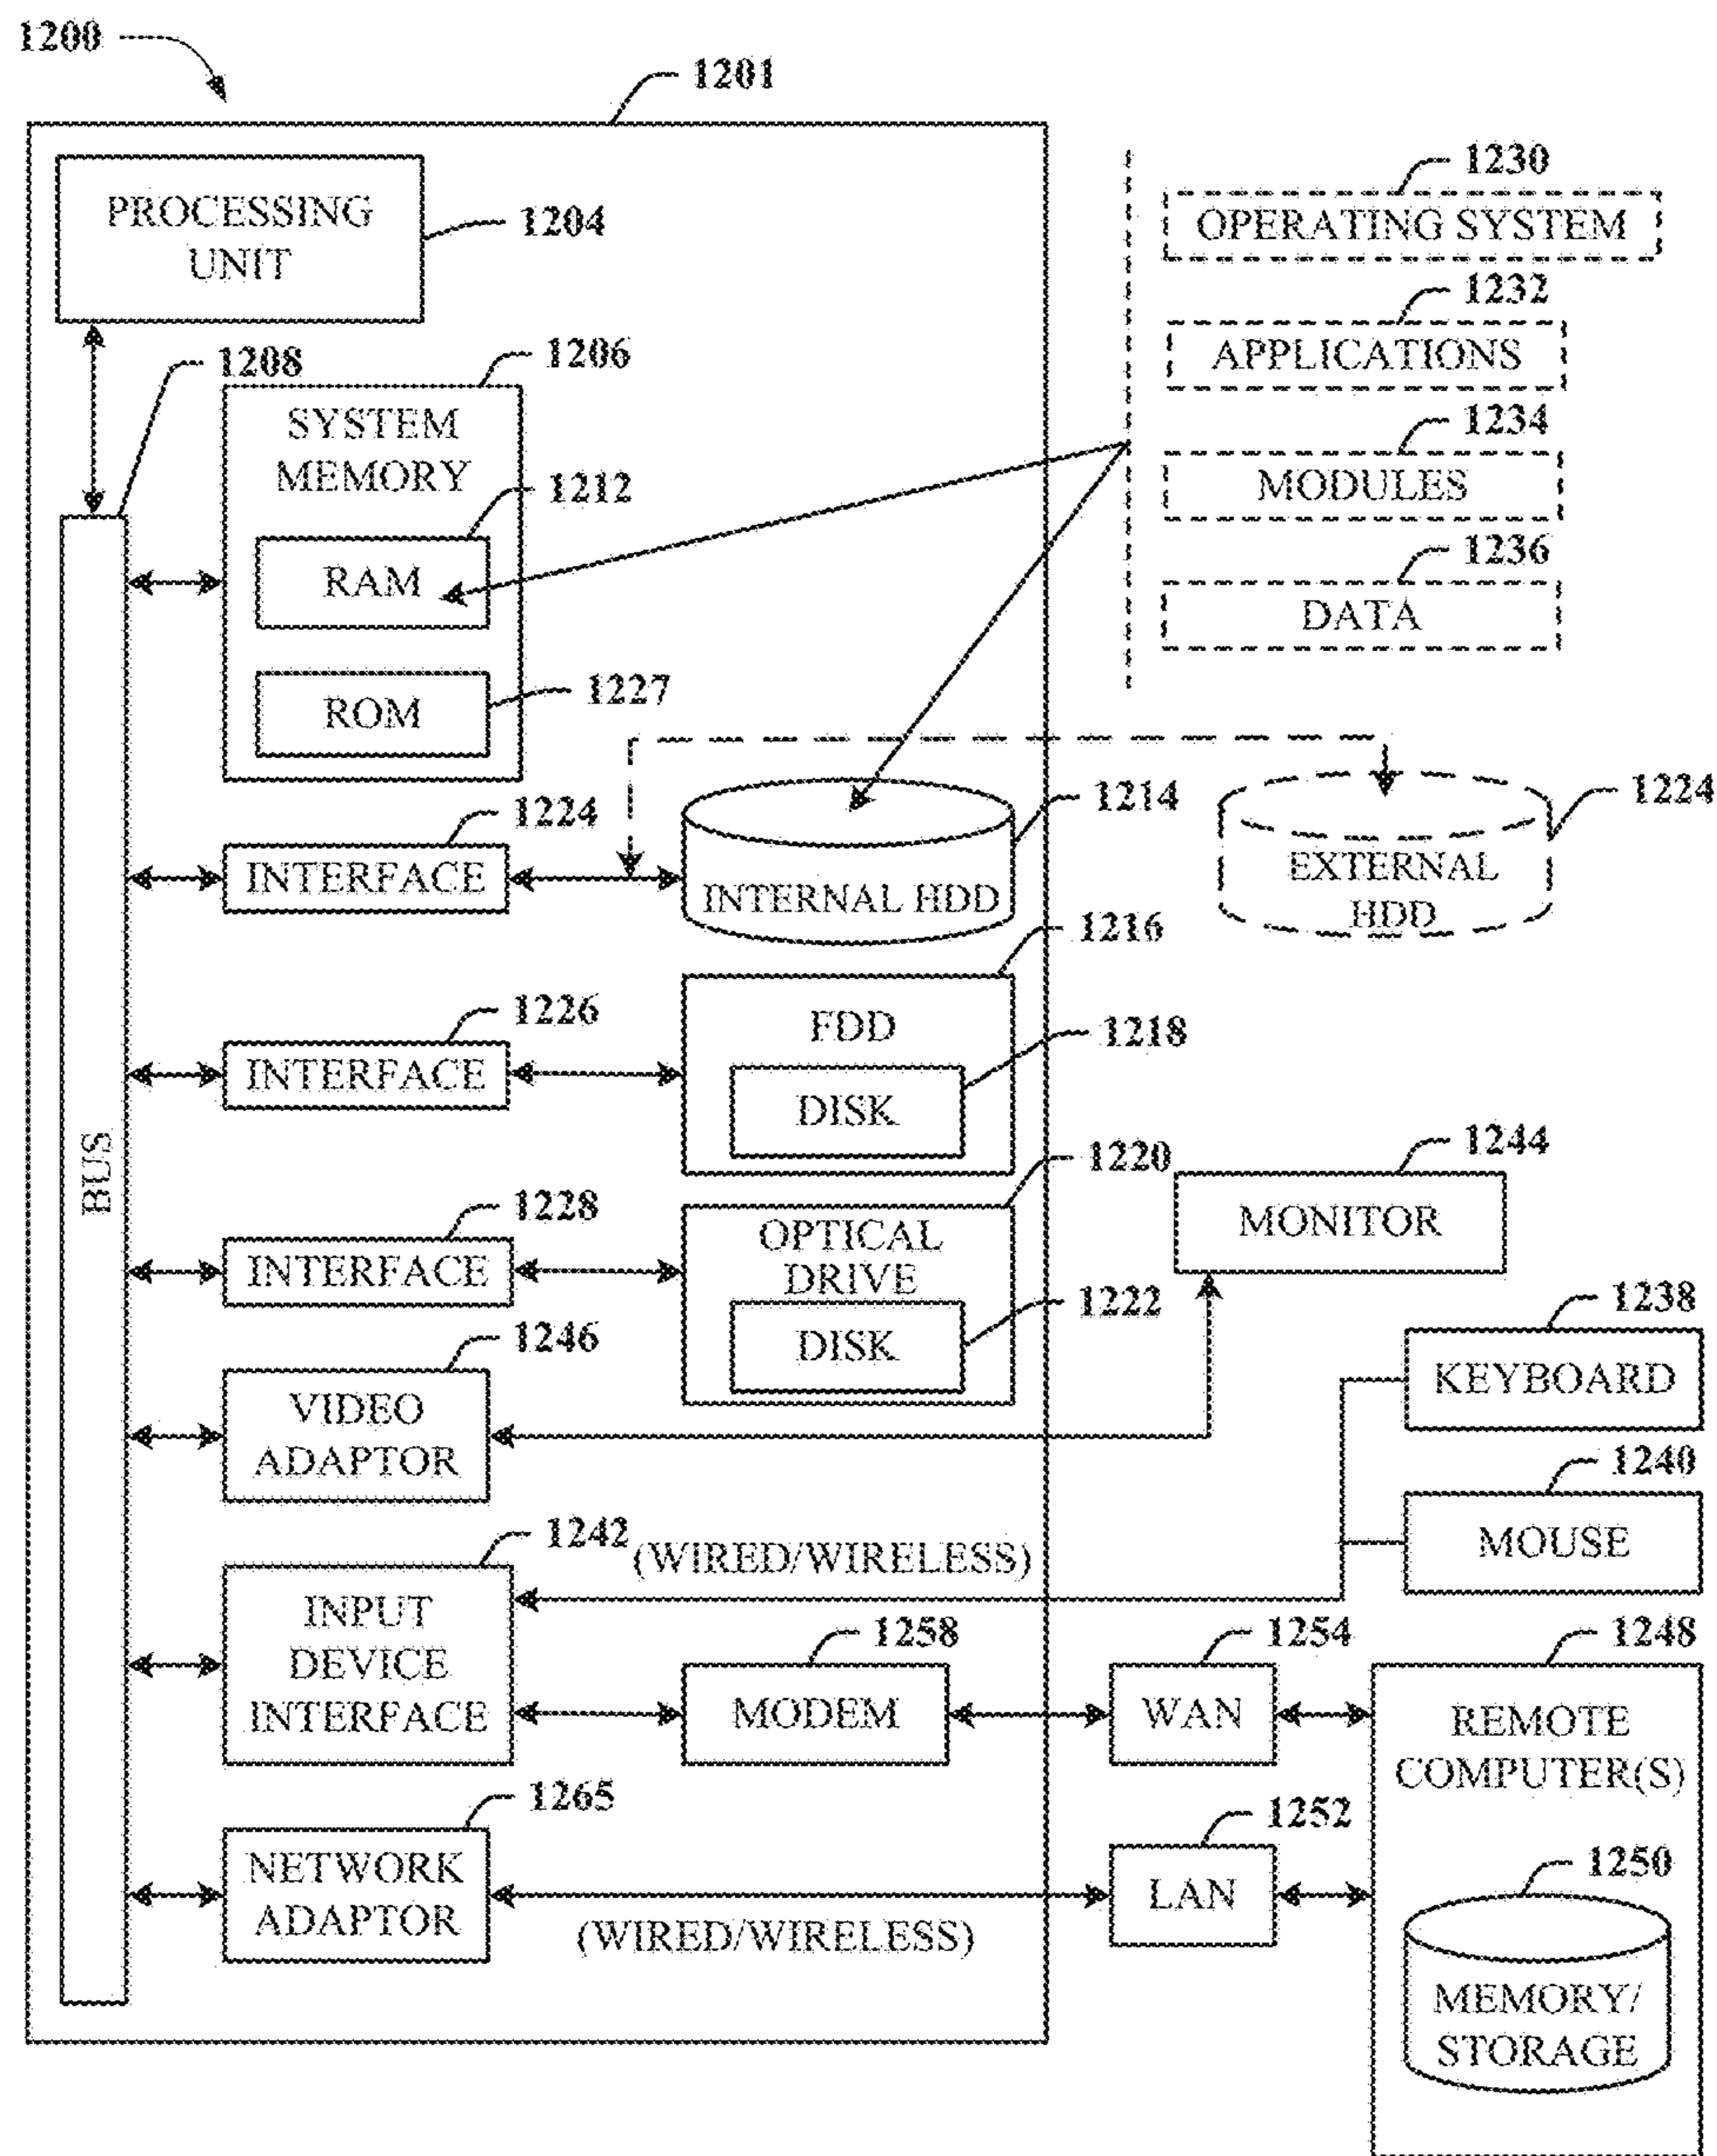 1200
1201
PROCESSING
UNIT
1204
1230
OPERATING SYSTEM
1232
APPLICATIONS
1234
MODULES
1236
DATA
1208
1206
SYSTEM
MEMORY
1212
RAM
ROM
1227
1224
INTERFACE
1214
INTERNAL HDD
1224
EXTERNAL
HDD
1226
INTERFACE
1216
FDD
1218
DISK
BUS
1228
INTERFACE
1220
OPTICAL
DRIVE
1222
DISK
1244
MONITOR
1246
VIDEO
ADAPTOR
1238
KEYBOARD
1240
MOUSE
1242
(WIRED/WIRELESS)
INPUT
DEVICE
INTERFACE
1258
MODEM
1254
WAN
1248
REMOTE
COMPUTER(S)
1265
NETWORK
ADAPTOR
(WIRED/WIRELESS)
1252
LAN
1250
MEMORY/
STORAGE